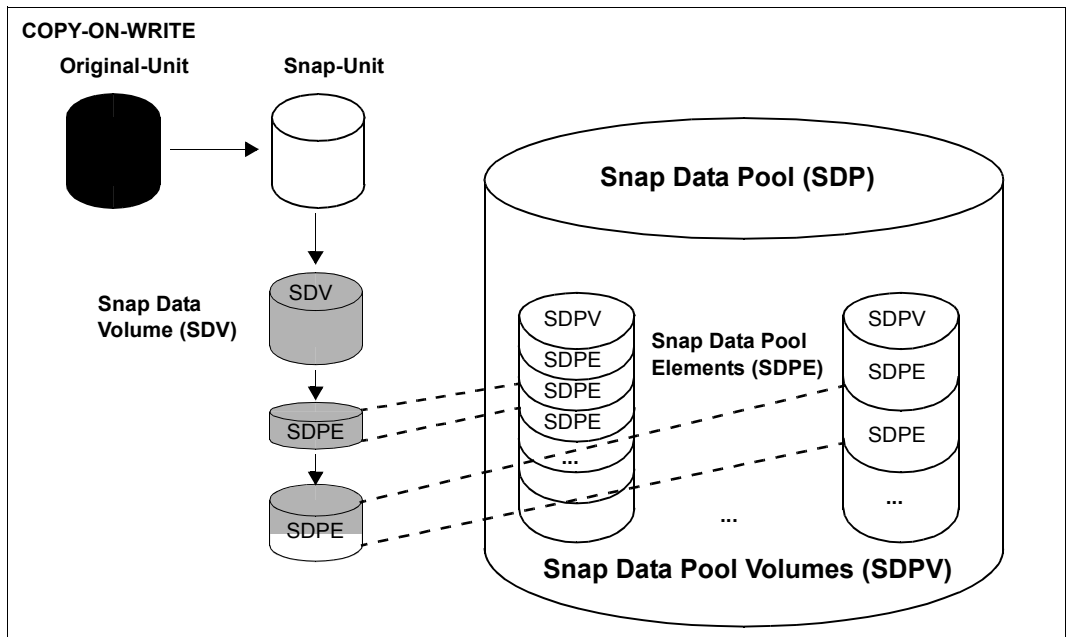 COPY-ON-WRITE
Original-Unit
Snap-Unit
Snap Data Pool (SDP)
Snap Data
Volume (SDV)
SDV
SDPE
SDPE
SDPV
SDPE
SDPE
SDPE
...
Snap Data Pool
Elements (SDPE)
SDPV
SDPE
SDPE
...
...
Snap Data Pool Volumes (SDPV)